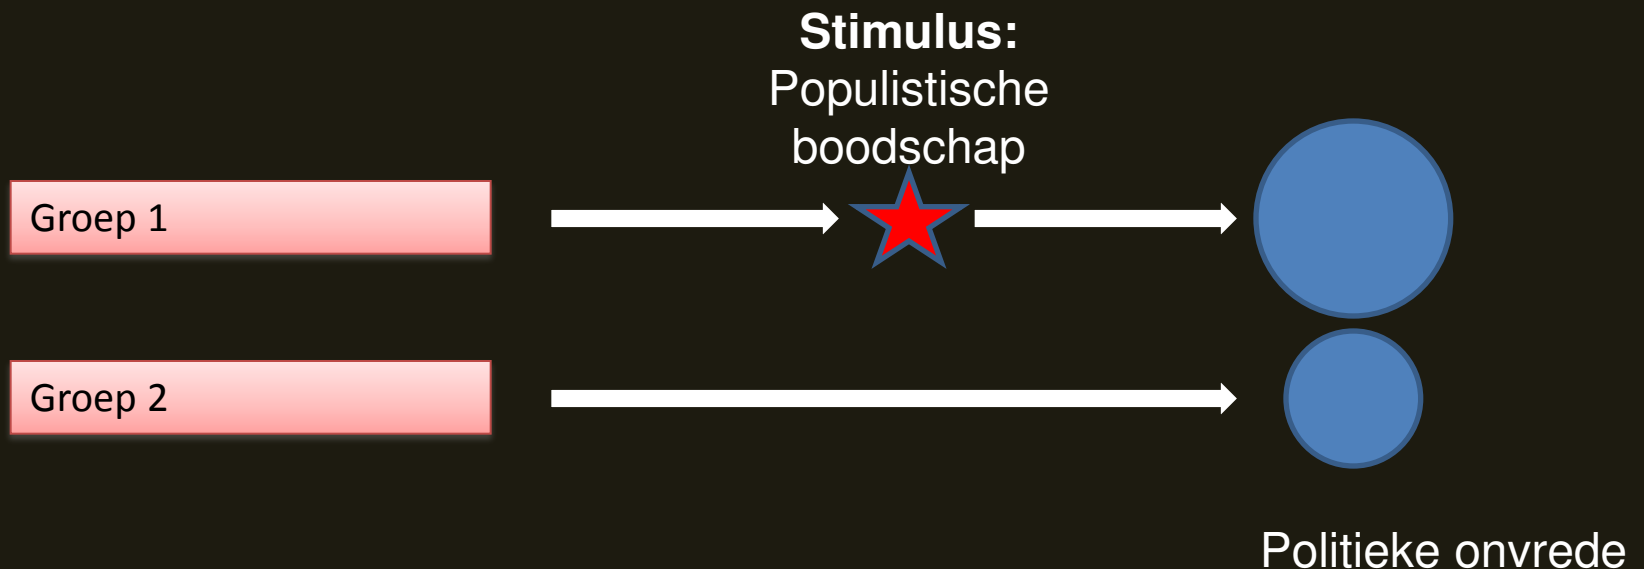 Stimulus:
Populistische
boodschap
Groep 1
Groep 2
Politieke onvrede